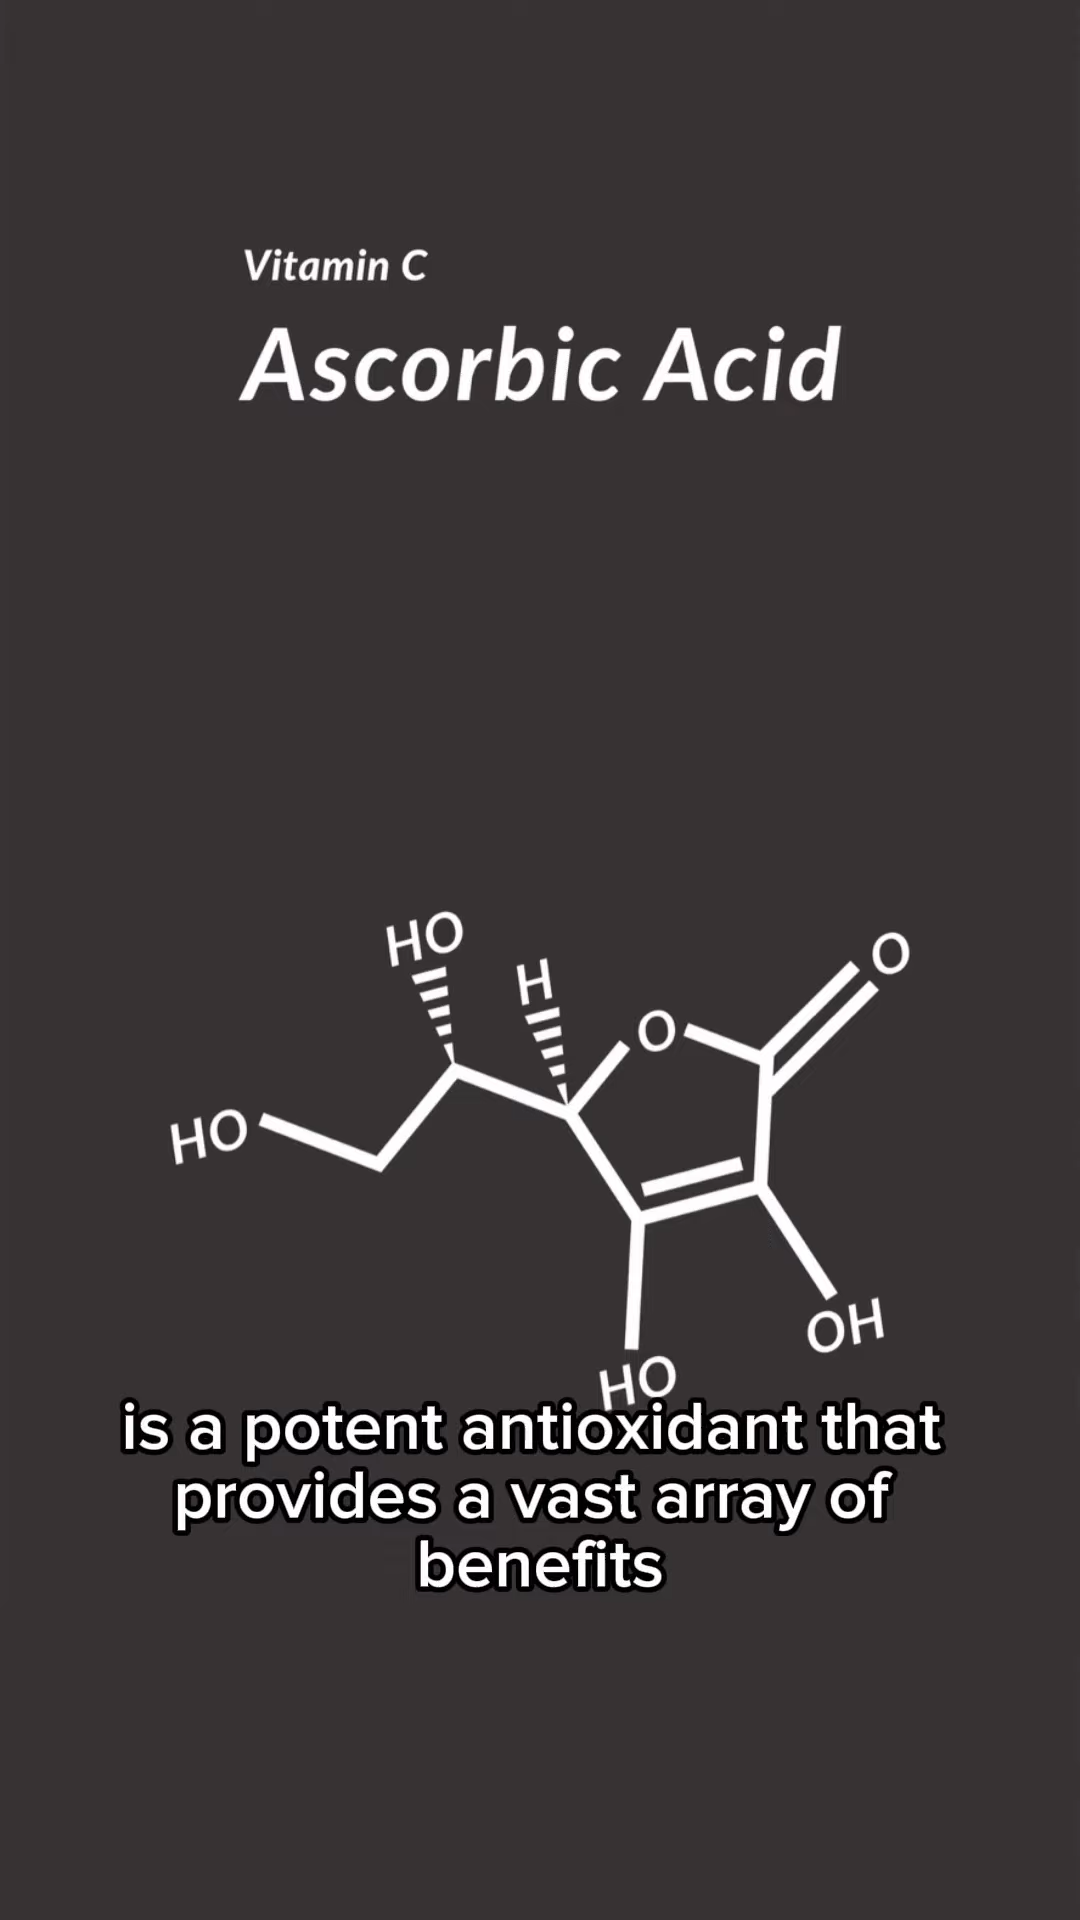 Vitamin C
Ascorbic Acid
HO
H
O
O
HO
OH
HO
is a potent antioxidant that
provides a vast array of
benefits